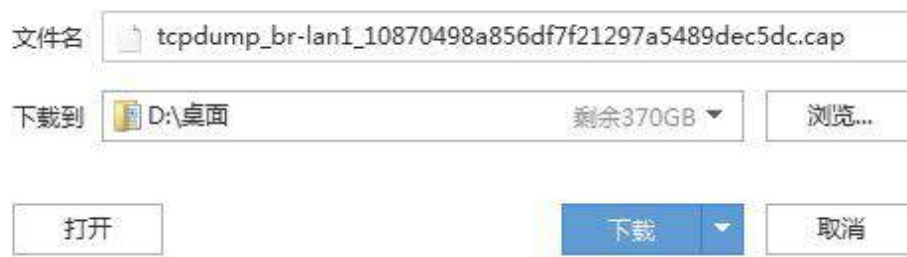 文件名 tcpdump_br-lan1_10870498a856df7f21297a5489dec5dc.cap
下载到 D:\桌面 剩余370GB 浏览...
打开 下载 取消